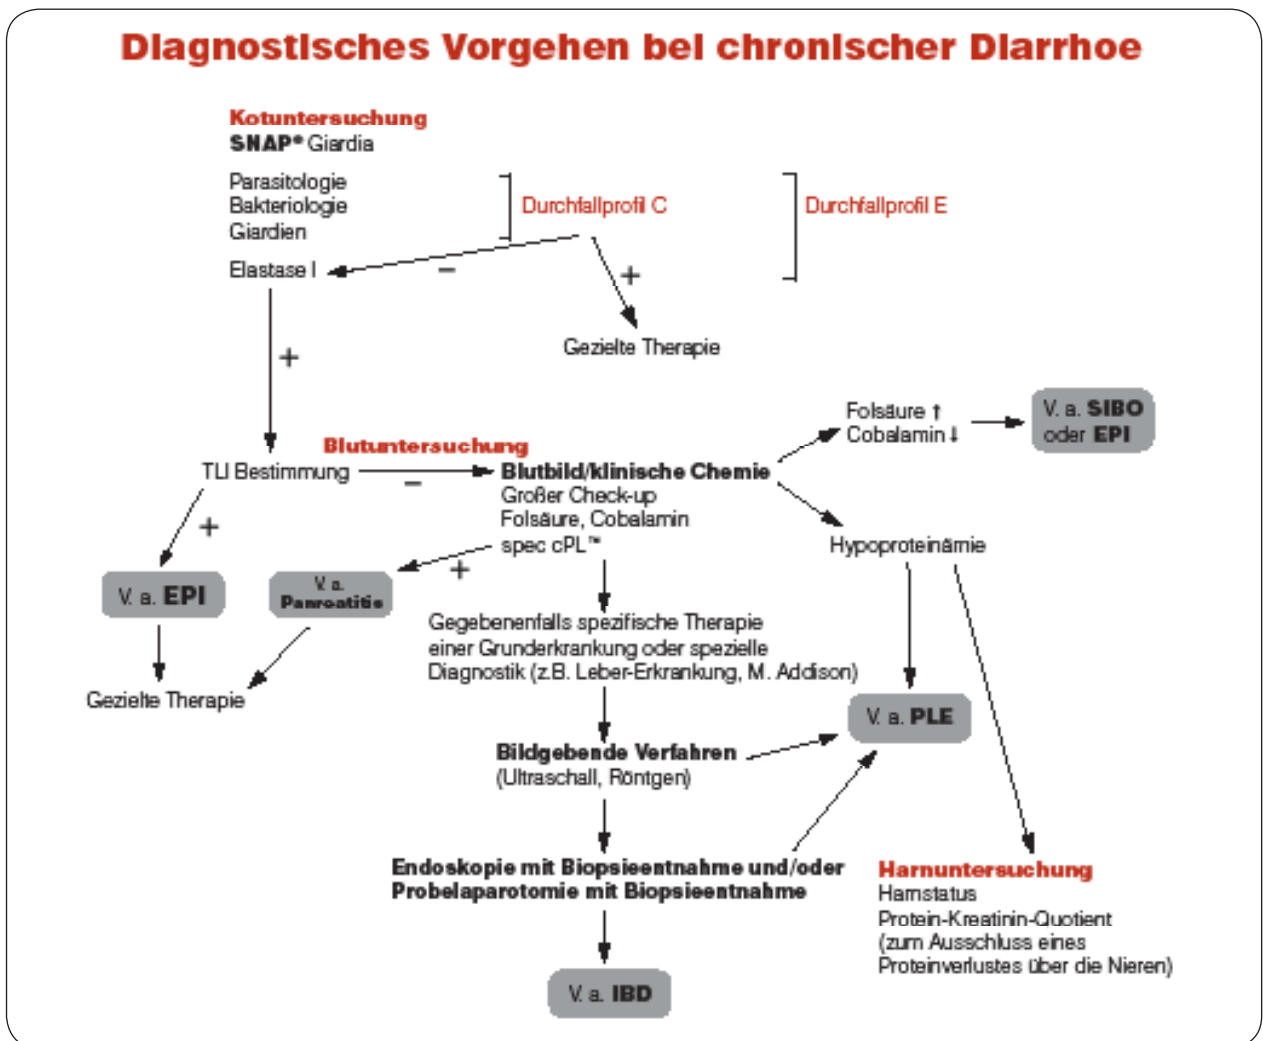 Diagnostisches Vorgehen bei chronischer Diarrhoe
Kotuntersuchung
SNAP® Giardia
Parasitologie
Bakteriologie
Giardien
Durchfallprofil C
Durchfallprofil E
Elastase I
−
+
Gezielte Therapie
+
Folsäure ↑
Cobalamin ↓
V. a. SIBO
oder EPI
Blutuntersuchung
TLI Bestimmung
−
Blutbild/klinische Chemie
Großer Check-up
Folsäure, Cobalamin
spec cPL™
+
+
Hypoproteinämie
V. a. EPI
V. a.
Pankreatitis
Gegebenenfalls spezifische Therapie
einer Grunderkrankung oder spezielle
Diagnostik (z.B. Leber-Erkrankung, M. Addison)
Gezielte Therapie
V. a. PLE
Bildgebende Verfahren
(Ultraschall, Röntgen)
Endoskopie mit Biopsieentnahme und/oder
Probelaparotomie mit Biopsieentnahme
Harnuntersuchung
Harnstatus
Protein-Kreatinin-Quotient
(zum Ausschluss eines
Proteinverlustes über die Nieren)
V. a. IBD